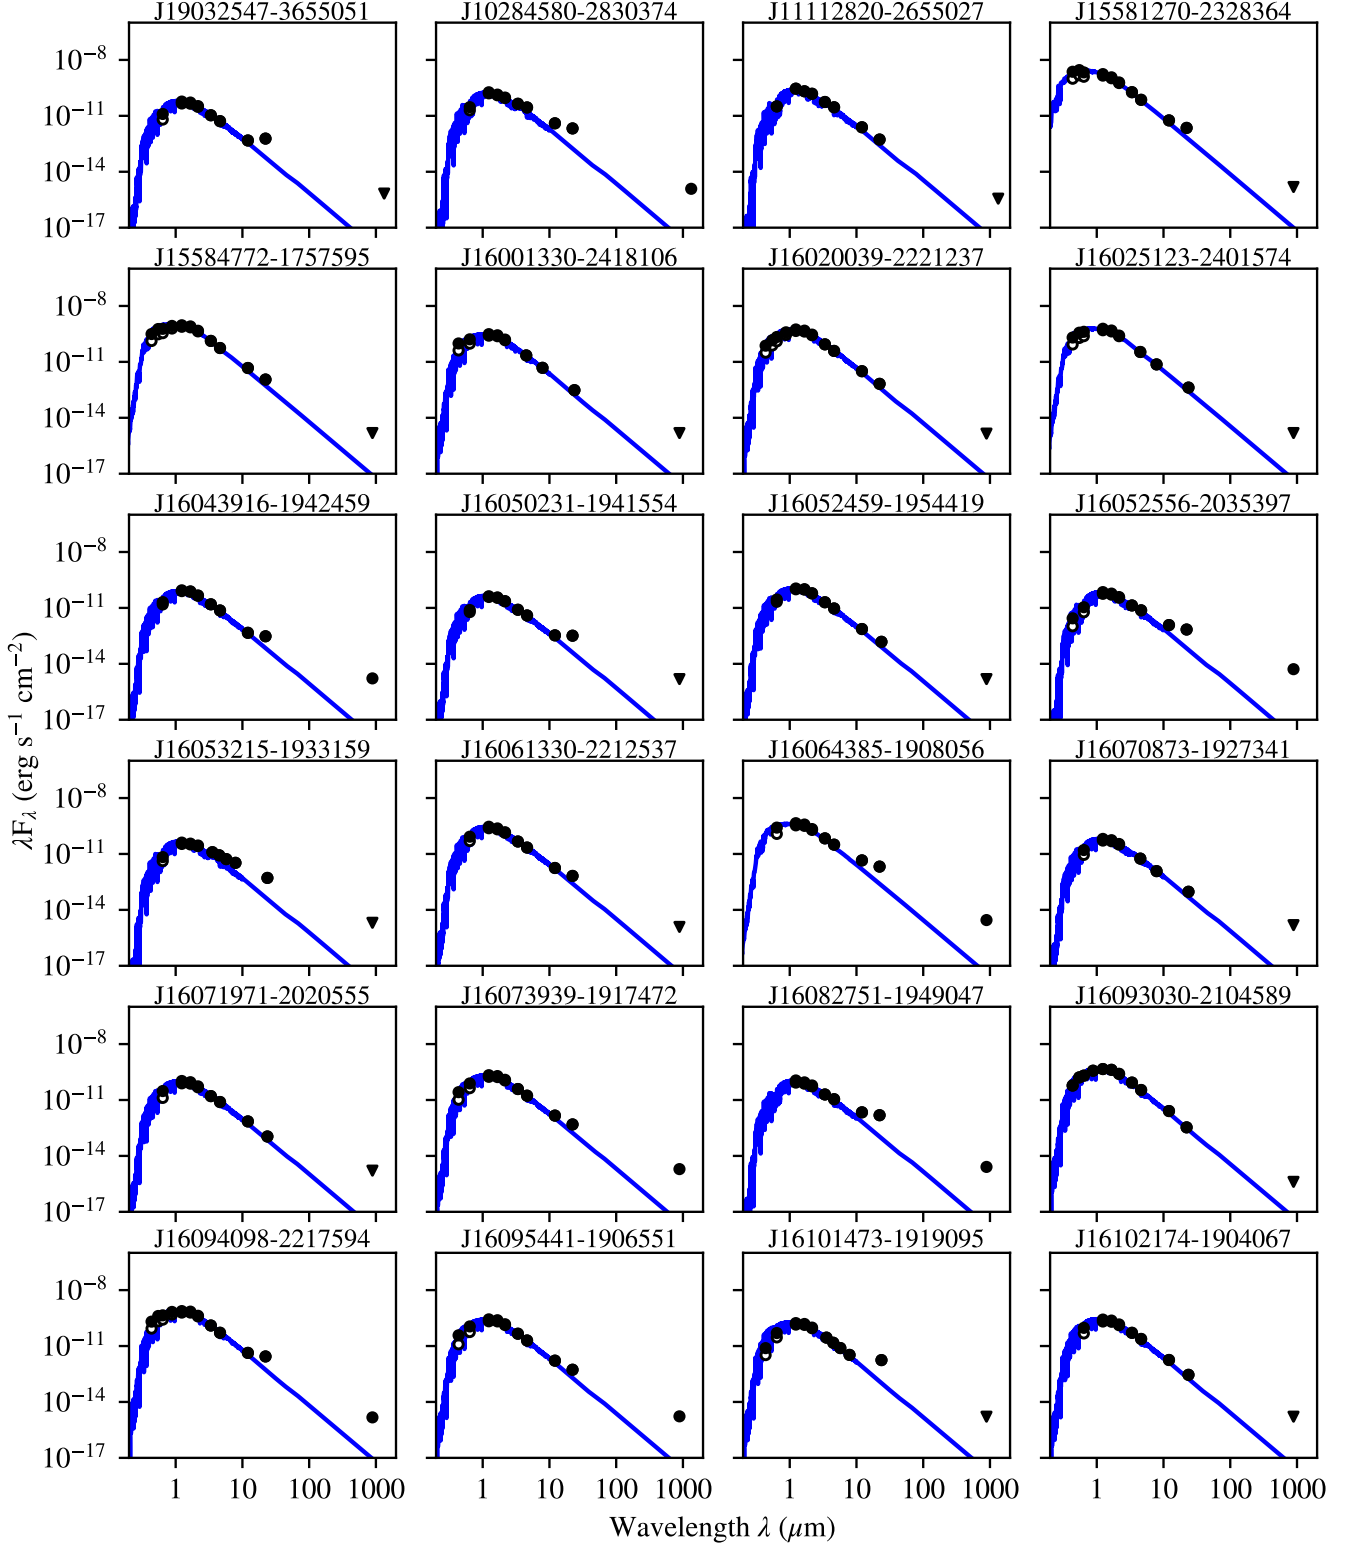 J19032547-3655051 J10284580-2830374 J11112820-2655027 J15581270-2328364
10⁻⁸
10⁻¹¹
10⁻¹⁴
10⁻¹⁷
J15584772-1757595 J16001330-2418106 J16020039-2221237 J16025123-2401574
10⁻⁸
10⁻¹¹
10⁻¹⁴
10⁻¹⁷
J16043916-1942459 J16050231-1941554 J16052459-1954419 J16052556-2035397
10⁻⁸
10⁻¹¹
10⁻¹⁴
10⁻¹⁷
λF_λ (erg s⁻¹ cm⁻²)
J16053215-1933159 J16061330-2212537 J16064385-1908056 J16070873-1927341
10⁻⁸
10⁻¹¹
10⁻¹⁴
10⁻¹⁷
J16071971-2020555 J16073939-1917472 J16082751-1949047 J16093030-2104589
10⁻⁸
10⁻¹¹
10⁻¹⁴
10⁻¹⁷
J16094098-2217594 J16095441-1906551 J16101473-1919095 J16102174-1904067
10⁻⁸
10⁻¹¹
10⁻¹⁴
10⁻¹⁷
1 10 100 1000 1 10 100 1000 1 10 100 1000 1 10 100 1000
Wavelength λ (μm)